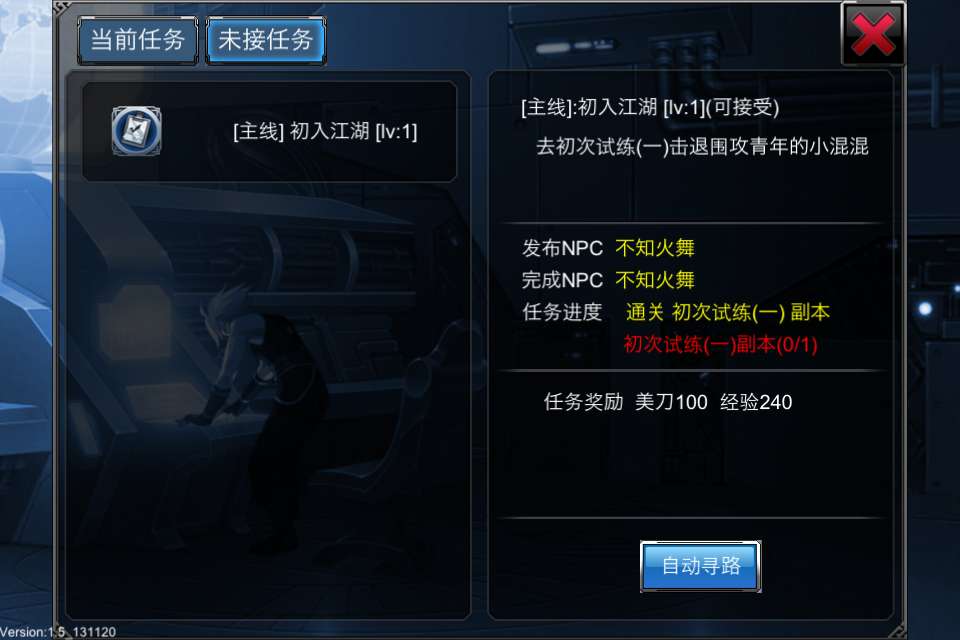 当前任务 未接任务
[主线] 初入江湖 [lv:1]
[主线]:初入江湖 [lv:1](可接受)
去初次试练(一)击退围攻青年的小混混
发布NPC 不知火舞
完成NPC 不知火舞
任务进度 通关 初次试练(一) 副本
初次试练(一)副本(0/1)
任务奖励 美刀100 经验240
自动寻路
Version:1.5_131120